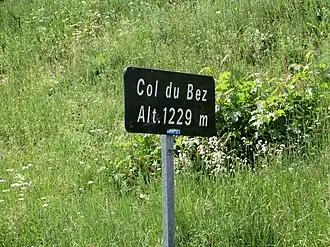 Col du Bez
Alt.1229 m